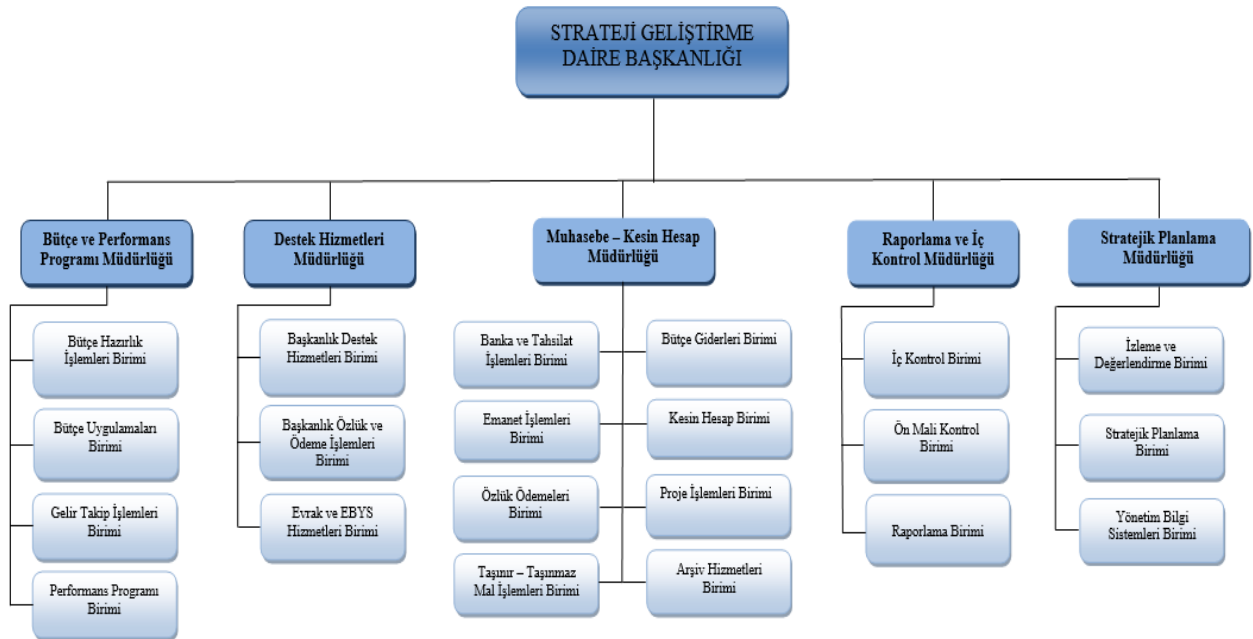 STRATEJİ GELİŞTİRME
DAİRE BAŞKANLIĞI
Bütçe ve Performans
Programı Müdürlüğü
Bütçe Hazırlık
İşlemleri Birimi
Bütçe Uygulamaları
Birimi
Gelir Takip İşlemleri
Birimi
Performans Programı
Birimi
Destek Hizmetleri
Müdürlüğü
Başkanlık Destek
Hizmetleri Birimi
Başkanlık Özlük ve
Ödeme İşlemleri
Birimi
Evrak ve EBYS
Hizmetleri Birimi
Muhasebe – Kesin Hesap
Müdürlüğü
Banka ve Tahsilat
İşlemleri Birimi
Emanet İşlemleri
Birimi
Özlük Ödemeleri
Birimi
Taşınır – Taşınmaz
Mal İşlemleri Birimi
Bütçe Giderleri Birimi
Kesin Hesap Birimi
Proje İşlemleri Birimi
Arşiv Hizmetleri
Birimi
Raporlama ve İç
Kontrol Müdürlüğü
İç Kontrol Birimi
Ön Mali Kontrol
Birimi
Raporlama Birimi
Stratejik Planlama
Müdürlüğü
İzleme ve
Değerlendirme Birimi
Stratejik Planlama
Birimi
Yönetim Bilgi
Sistemleri Birimi